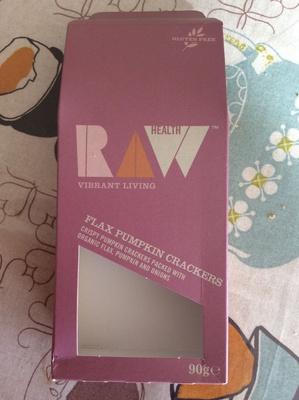 GLUTEN FREE
RAW
HEALTH
™
VIBRANT LIVING
FLAX PUMPKIN CRACKERS
CRISPY PUMPKIN CRACKERS PACKED WITH
ORGANIC FLAX, PUMPKIN AND ONIONS
90g℮